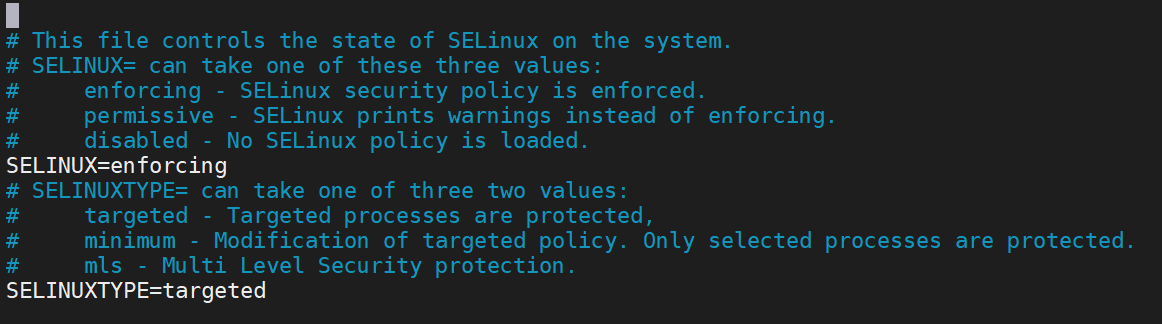 # This file controls the state of SELinux on the system.
# SELINUX= can take one of these three values:
#     enforcing - SELinux security policy is enforced.
#     permissive - SELinux prints warnings instead of enforcing.
#     disabled - No SELinux policy is loaded.
SELINUX=enforcing
# SELINUXTYPE= can take one of three two values:
#     targeted - Targeted processes are protected,
#     minimum - Modification of targeted policy. Only selected processes are protected.
#     mls - Multi Level Security protection.
SELINUXTYPE=targeted